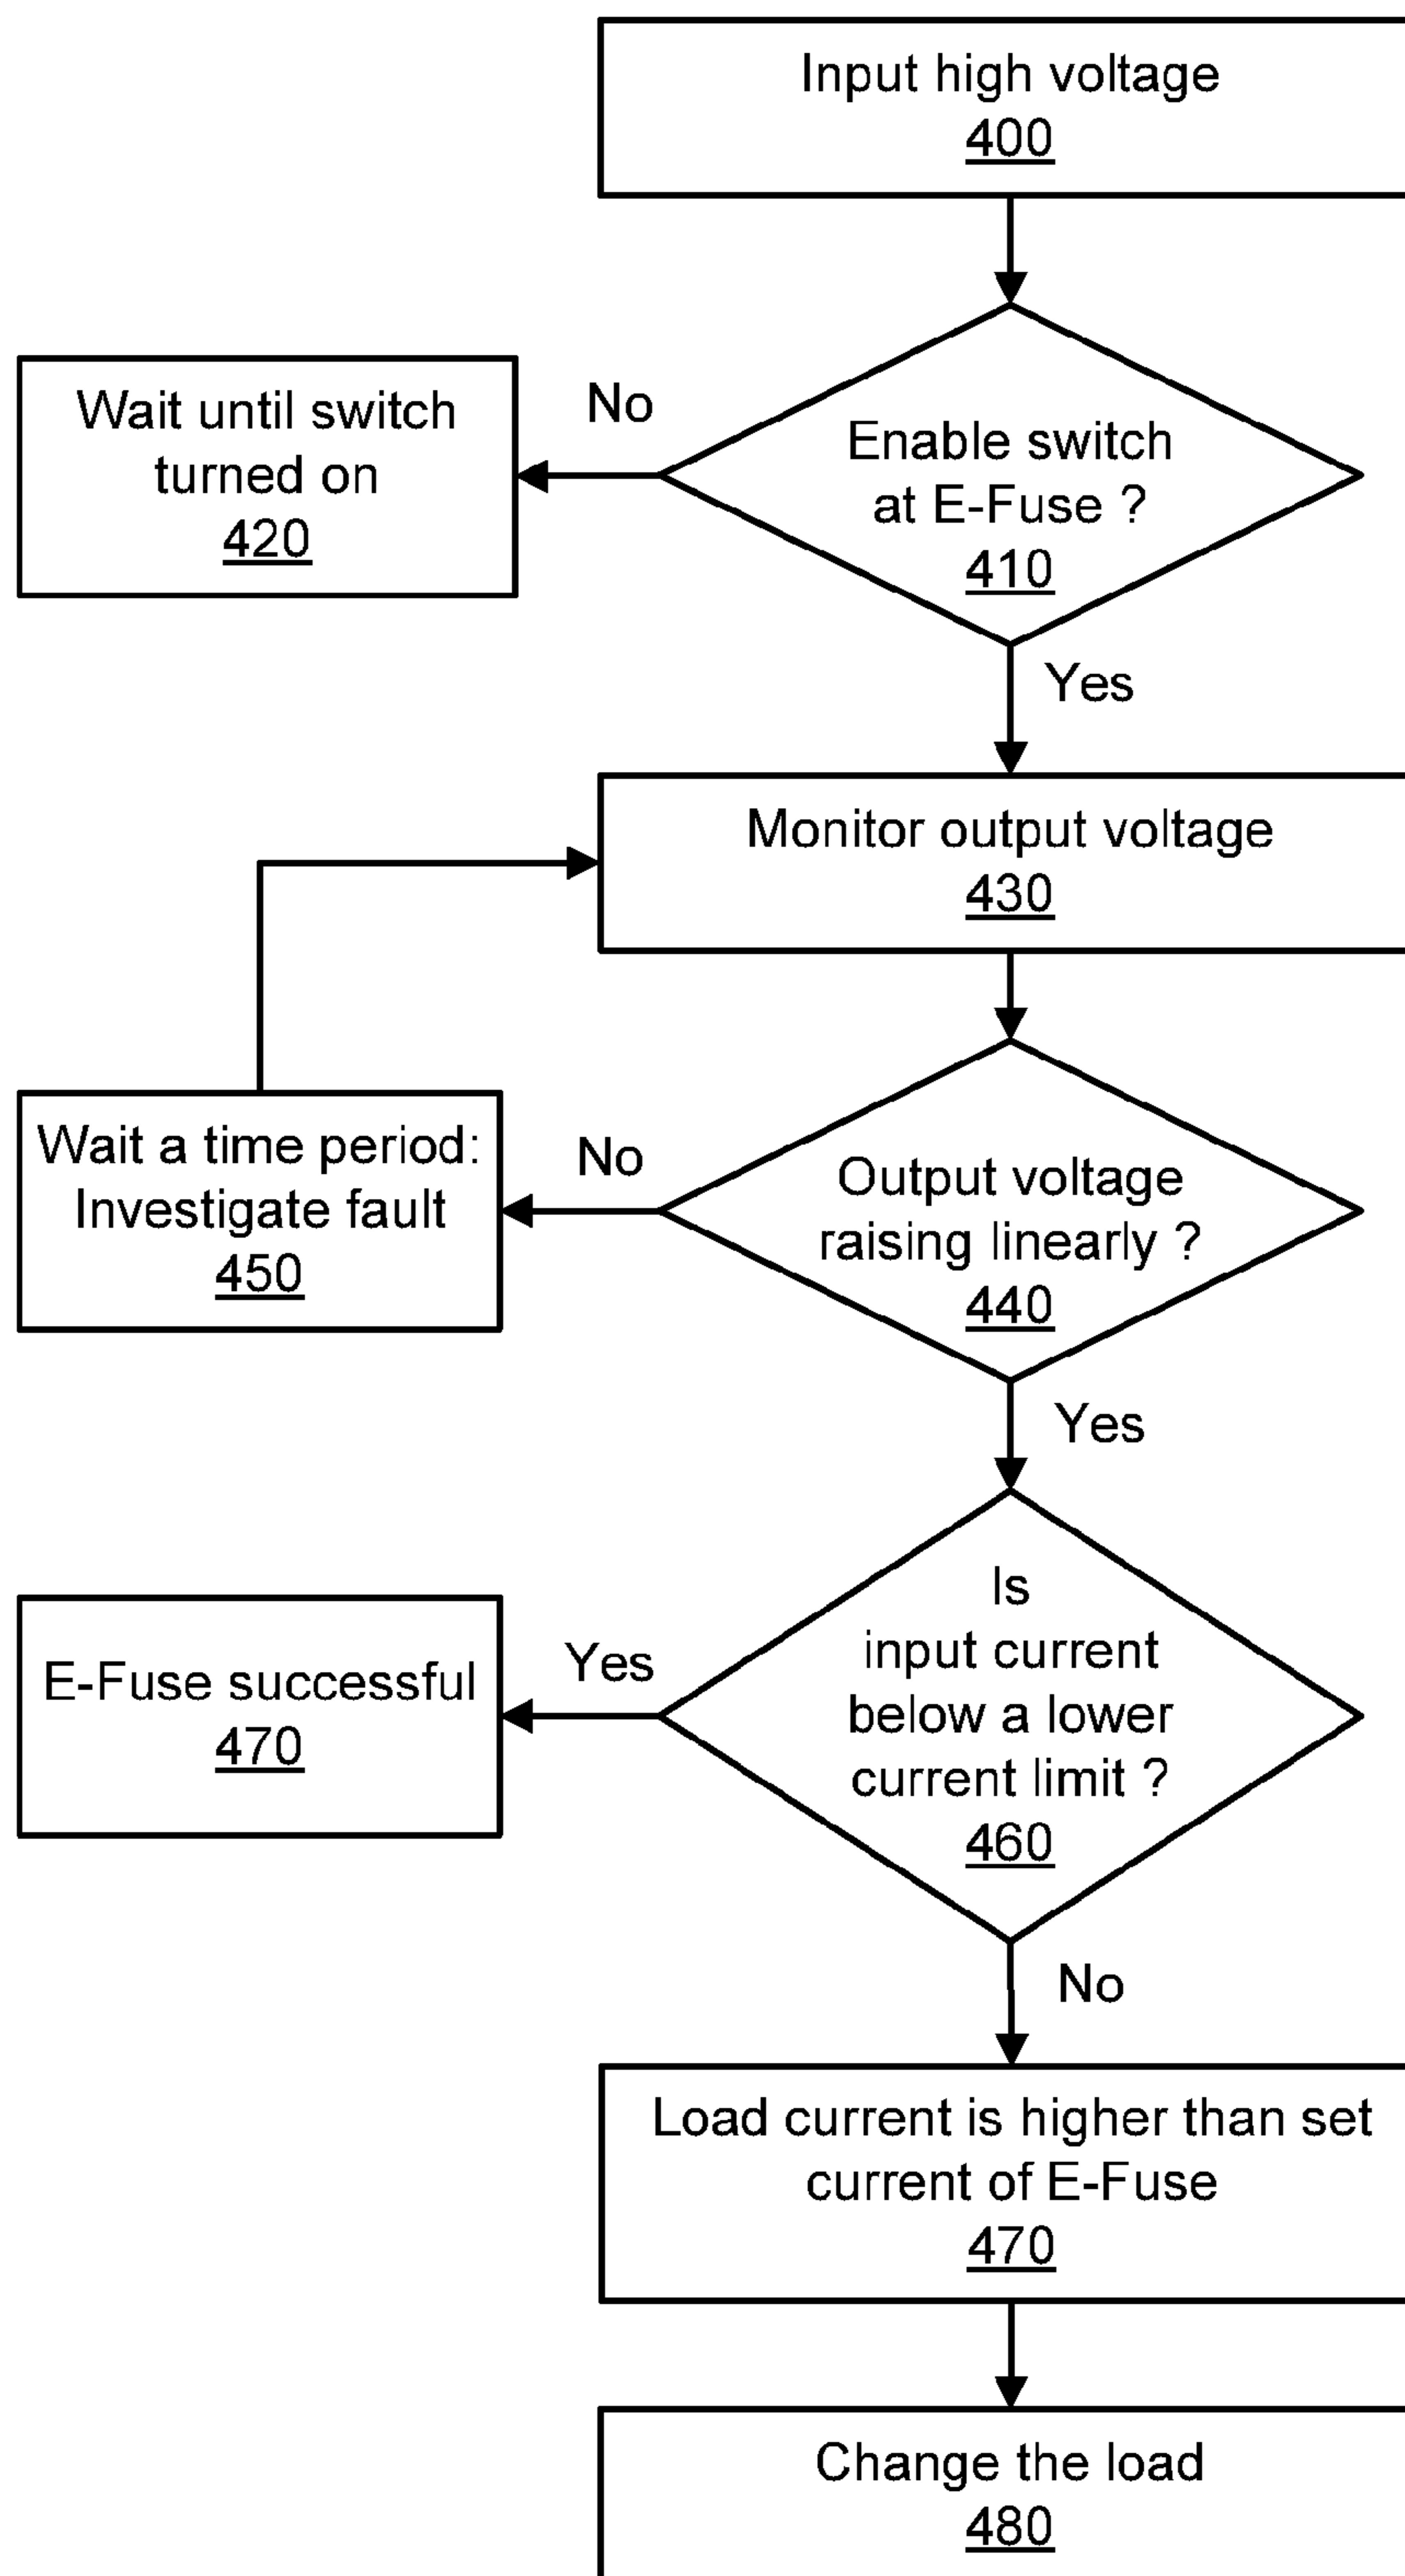 Input high voltage
400
Enable switch
at E-Fuse ?
410
No
Wait until switch
turned on
420
Yes
Monitor output voltage
430
Output voltage
raising linearly ?
440
No
Wait a time period:
Investigate fault
450
Yes
Is
input current
below a lower
current limit ?
460
Yes
E-Fuse successful
470
No
Load current is higher than set
current of E-Fuse
470
Change the load
480